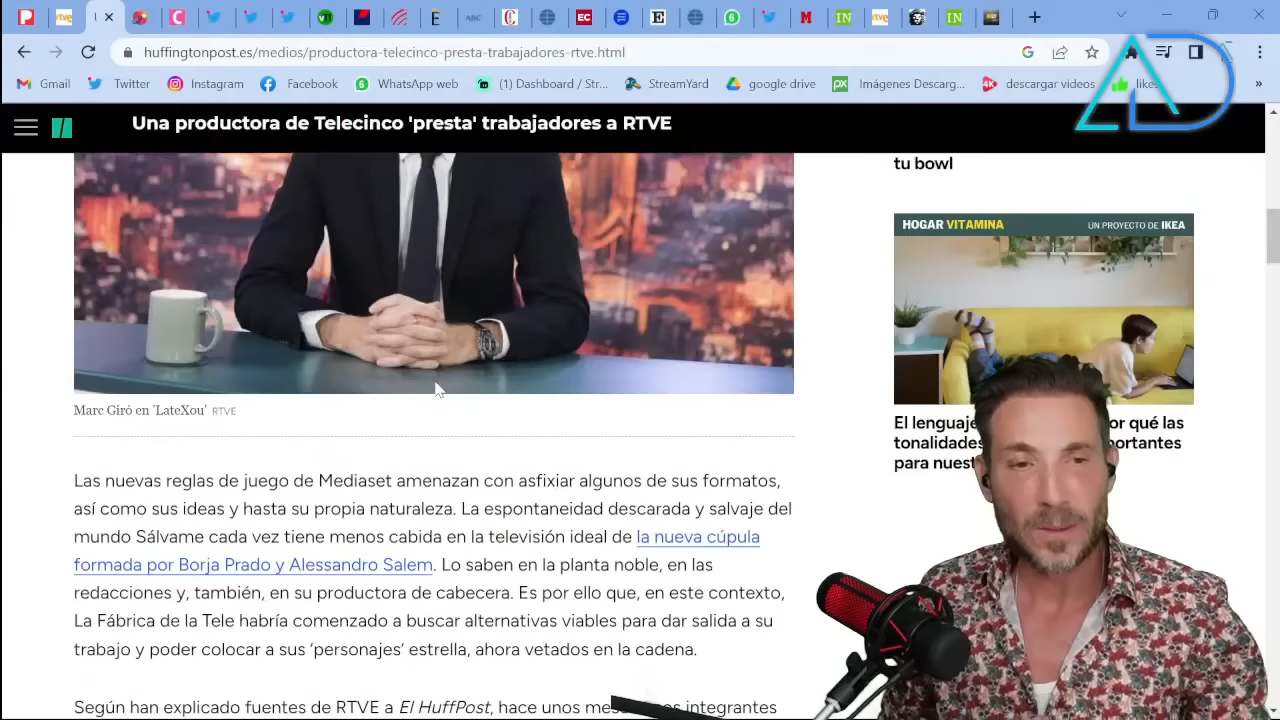 huffingtonpost.es/medios/productora-telecinco-presta-trabajadores-rtve.html
Gmail
Twitter
Instagram
Facebook
WhatsApp web
(1) Dashboard / Str...
StreamYard
Google drive
Imágenes Descarg...
descargar videos
likes
»
Una productora de Telecinco 'presta' trabajadores a RTVE
tu bowl
HOGAR VITAMINA
UN PROYECTO DE IKEA
Marc Giró en 'LateXou' RTVE
El lenguaje
or qué las
tonalidades
portantes
para nuest
Las nuevas reglas de juego de Mediaset amenazan con asfixiar algunos de sus formatos,
así como sus ideas y hasta su propia naturaleza. La espontaneidad descarada y salvaje del
mundo Sálvame cada vez tiene menos cabida en la televisión ideal de la nueva cúpula
formada por Borja Prado y Alessandro Salem. Lo saben en la planta noble, en las
redacciones y, también, en su productora de cabecera. Es por ello que, en este contexto,
La Fábrica de la Tele habría comenzado a buscar alternativas viables para dar salida a su
trabajo y poder colocar a sus ‘personajes’ estrella, ahora vetados en la cadena.
Según han explicado fuentes de RTVE a El HuffPost, hace unos mes
integrantes